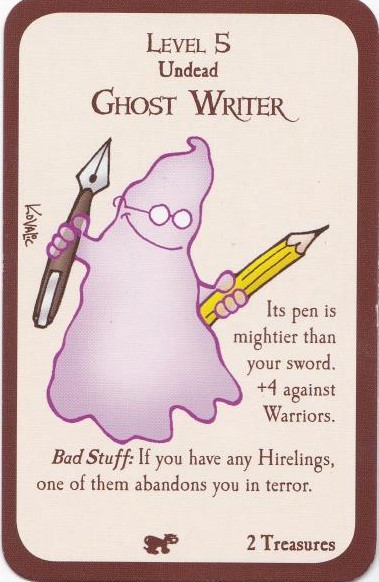 Level 5
Undead
Ghost Writer
Kovalic
Its pen is
mightier than
your sword.
+4 against
Warriors.
Bad Stuff: If you have any Hirelings,
one of them abandons you in terror.
2 Treasures